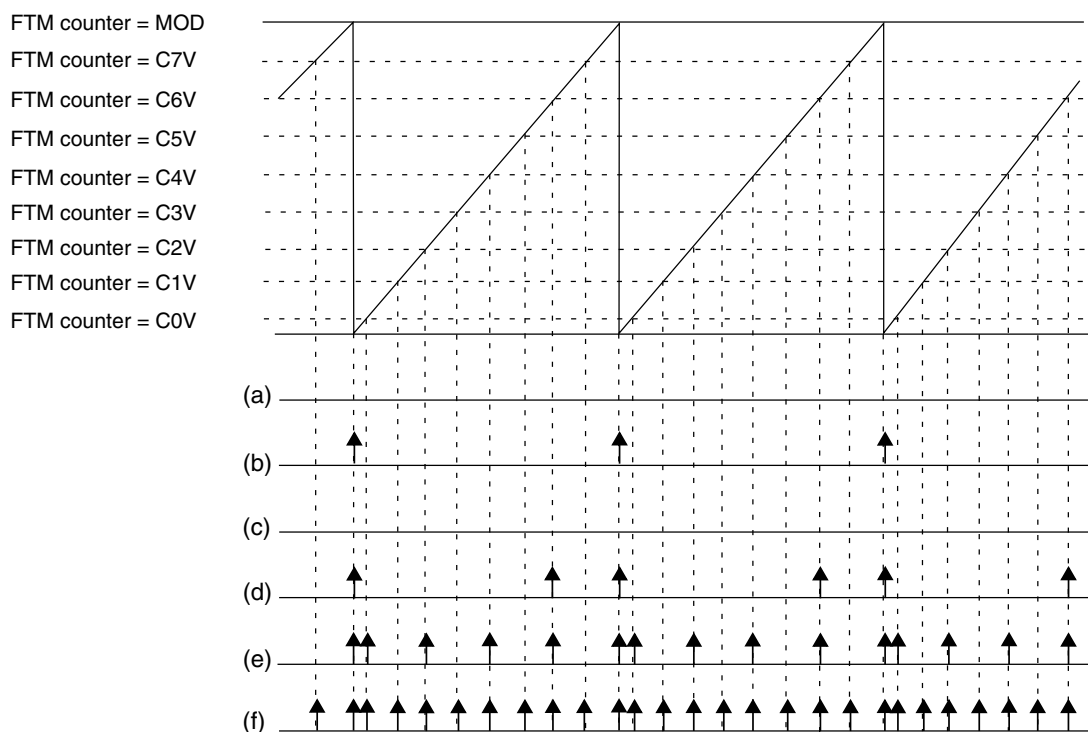 FTM counter = MOD
FTM counter = C7V
FTM counter = C6V
FTM counter = C5V
FTM counter = C4V
FTM counter = C3V
FTM counter = C2V
FTM counter = C1V
FTM counter = C0V
(a)
(b)
(c)
(d)
(e)
(f)